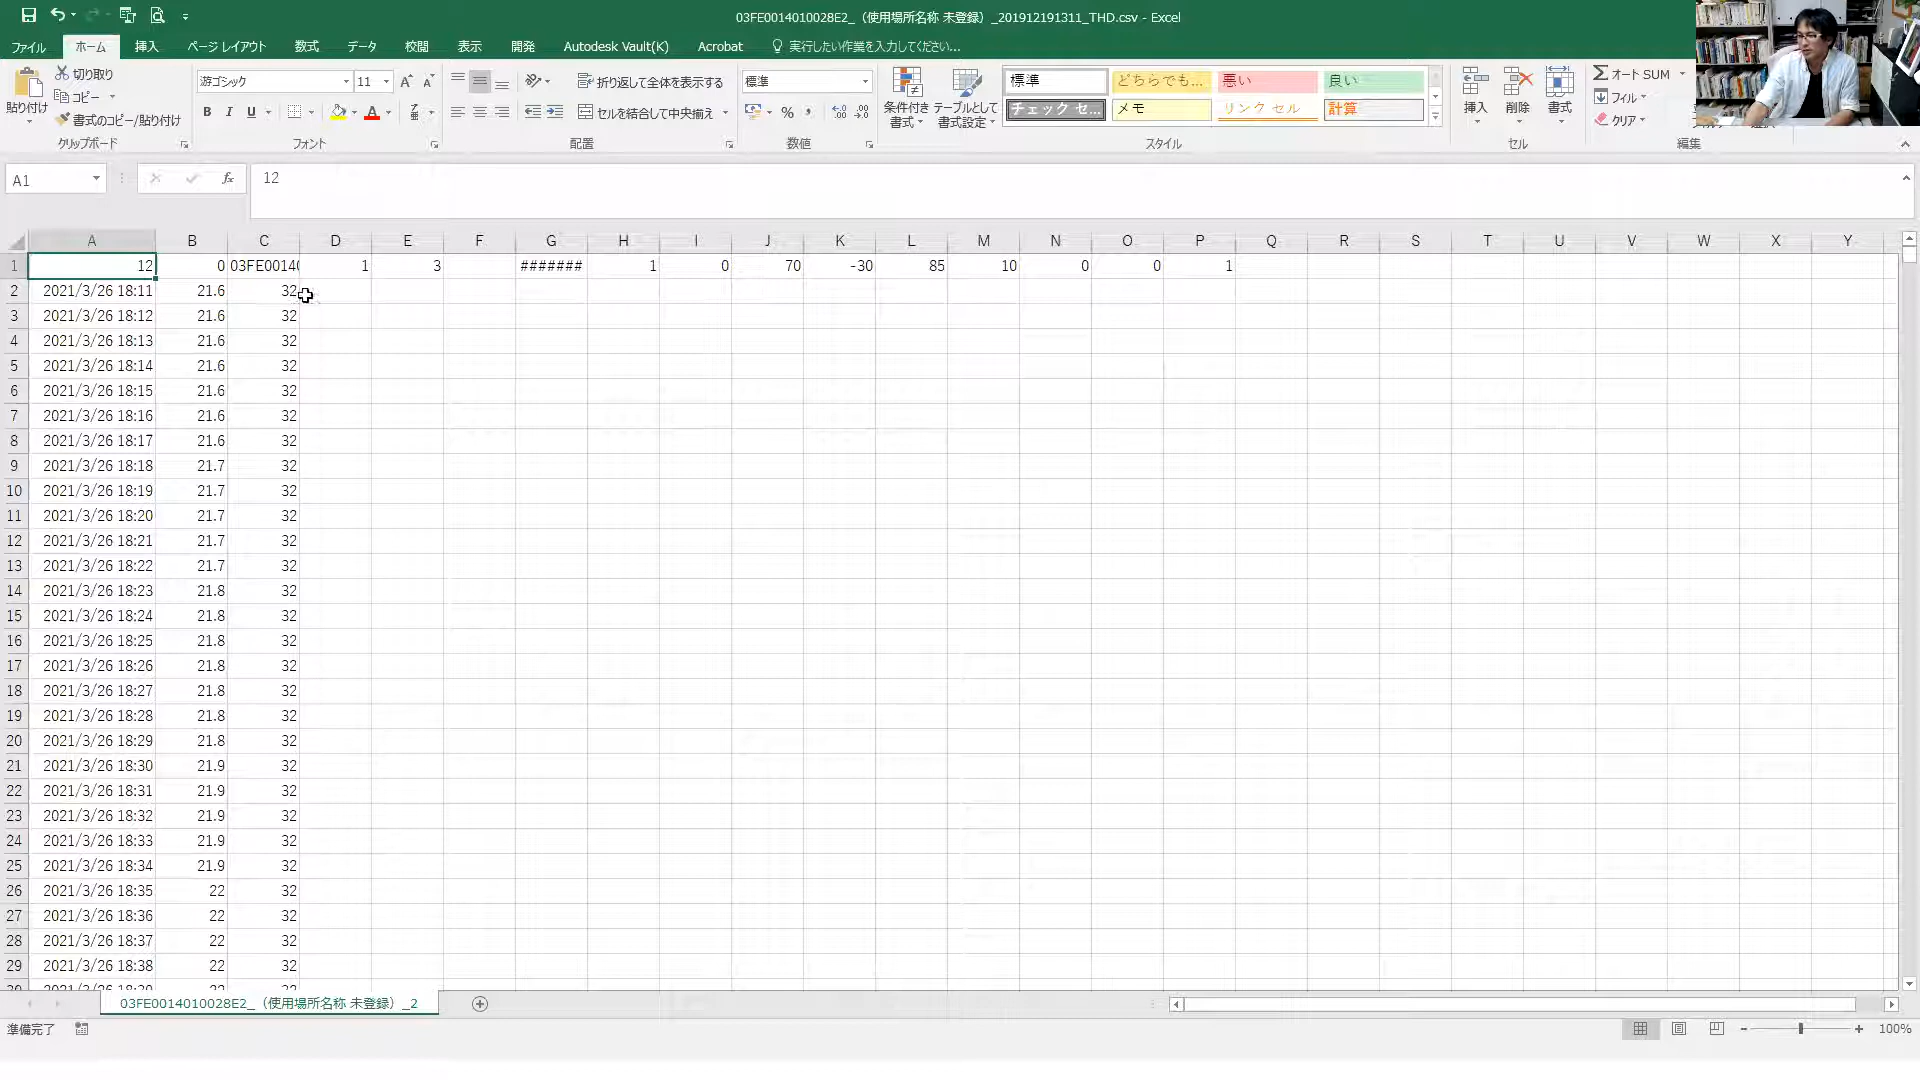 03FE0014010028E2_（使用場所名称 未登録）_201912191311_THD.csv - Excel
ファイル ホーム 挿入 ページ レイアウト 数式 データ 校閲 表示 開発 Autodesk Vault(K) Acrobat 実行したい作業を入力してください...
貼り付け 切り取り コピー 書式のコピー/貼り付け
游ゴシック 11
B I U A
折り返して全体を表示する
セルを結合して中央揃え
標準
%
条件付き書式 テーブルとして書式設定
標準 どちらでも... 悪い 良い
チェック セ... メモ リンク セル 計算
挿入 削除 書式
オート SUM
フィル
クリア
クリップボード フォント 配置 数値 スタイル セル 編集
A1 fx 12
A B C D E F G H I J K L M N O P Q R S T U V W X Y
1 12 0 03FE0014( 1 3 ####### 1 0 70 -30 85 10 0 0 1
2 2021/3/26 18:11 21.6 32
3 2021/3/26 18:12 21.6 32
4 2021/3/26 18:13 21.6 32
5 2021/3/26 18:14 21.6 32
6 2021/3/26 18:15 21.6 32
7 2021/3/26 18:16 21.6 32
8 2021/3/26 18:17 21.6 32
9 2021/3/26 18:18 21.7 32
10 2021/3/26 18:19 21.7 32
11 2021/3/26 18:20 21.7 32
12 2021/3/26 18:21 21.7 32
13 2021/3/26 18:22 21.7 32
14 2021/3/26 18:23 21.8 32
15 2021/3/26 18:24 21.8 32
16 2021/3/26 18:25 21.8 32
17 2021/3/26 18:26 21.8 32
18 2021/3/26 18:27 21.8 32
19 2021/3/26 18:28 21.8 32
20 2021/3/26 18:29 21.8 32
21 2021/3/26 18:30 21.9 32
22 2021/3/26 18:31 21.9 32
23 2021/3/26 18:32 21.9 32
24 2021/3/26 18:33 21.9 32
25 2021/3/26 18:34 21.9 32
26 2021/3/26 18:35 22 32
27 2021/3/26 18:36 22 32
28 2021/3/26 18:37 22 32
29 2021/3/26 18:38 22 32
03FE0014010028E2_（使用場所名称 未登録）_2
準備完了 100%